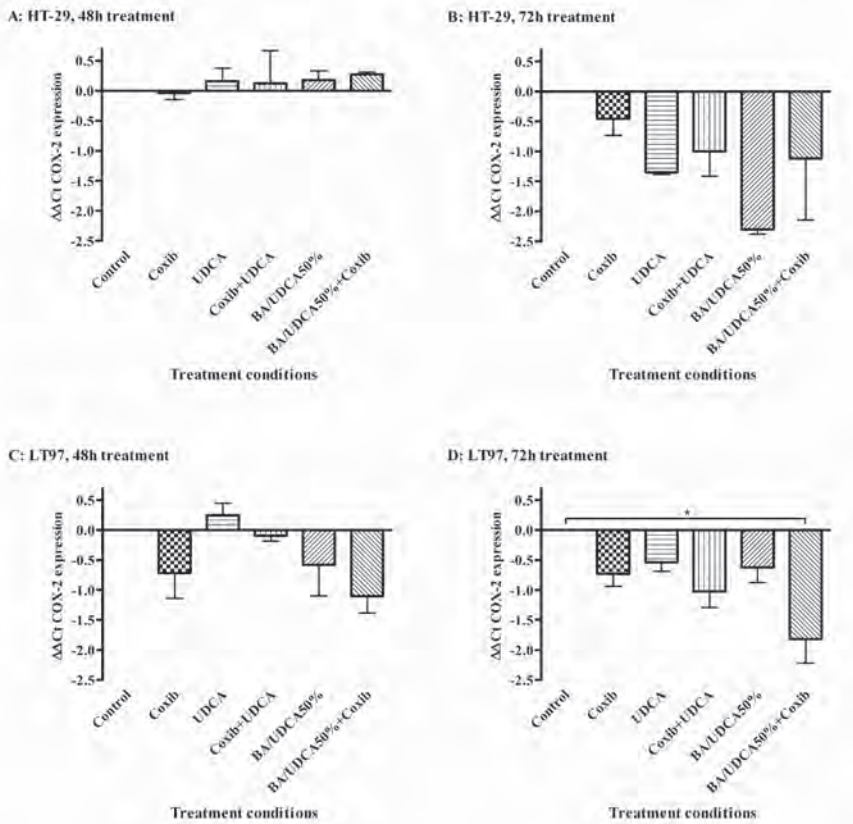 A: HT-29, 48h treatment
ΔΔCt COX-2 expression
0.5
0.0
-0.5
-1.0
-1.5
-2.0
-2.5
Control
Coxib
UDCA
Coxib+UDCA
BA/UDCA50%
BA/UDCA50%+Coxib
Treatment conditions
B: HT-29, 72h treatment
ΔΔCt COX-2 expression
0.5
0.0
-0.5
-1.0
-1.5
-2.0
-2.5
Control
Coxib
UDCA
Coxib+UDCA
BA/UDCA50%
BA/UDCA50%+Coxib
Treatment conditions
C: LT97, 48h treatment
ΔΔCt COX-2 expression
0.5
0.0
-0.5
-1.0
-1.5
-2.0
-2.5
Control
Coxib
UDCA
Coxib+UDCA
BA/UDCA50%
BA/UDCA50%+Coxib
Treatment conditions
D: LT97, 72h treatment
ΔΔCt COX-2 expression
0.5
0.0
-0.5
-1.0
-1.5
-2.0
-2.5
*
Control
Coxib
UDCA
Coxib+UDCA
BA/UDCA50%
BA/UDCA50%+Coxib
Treatment conditions